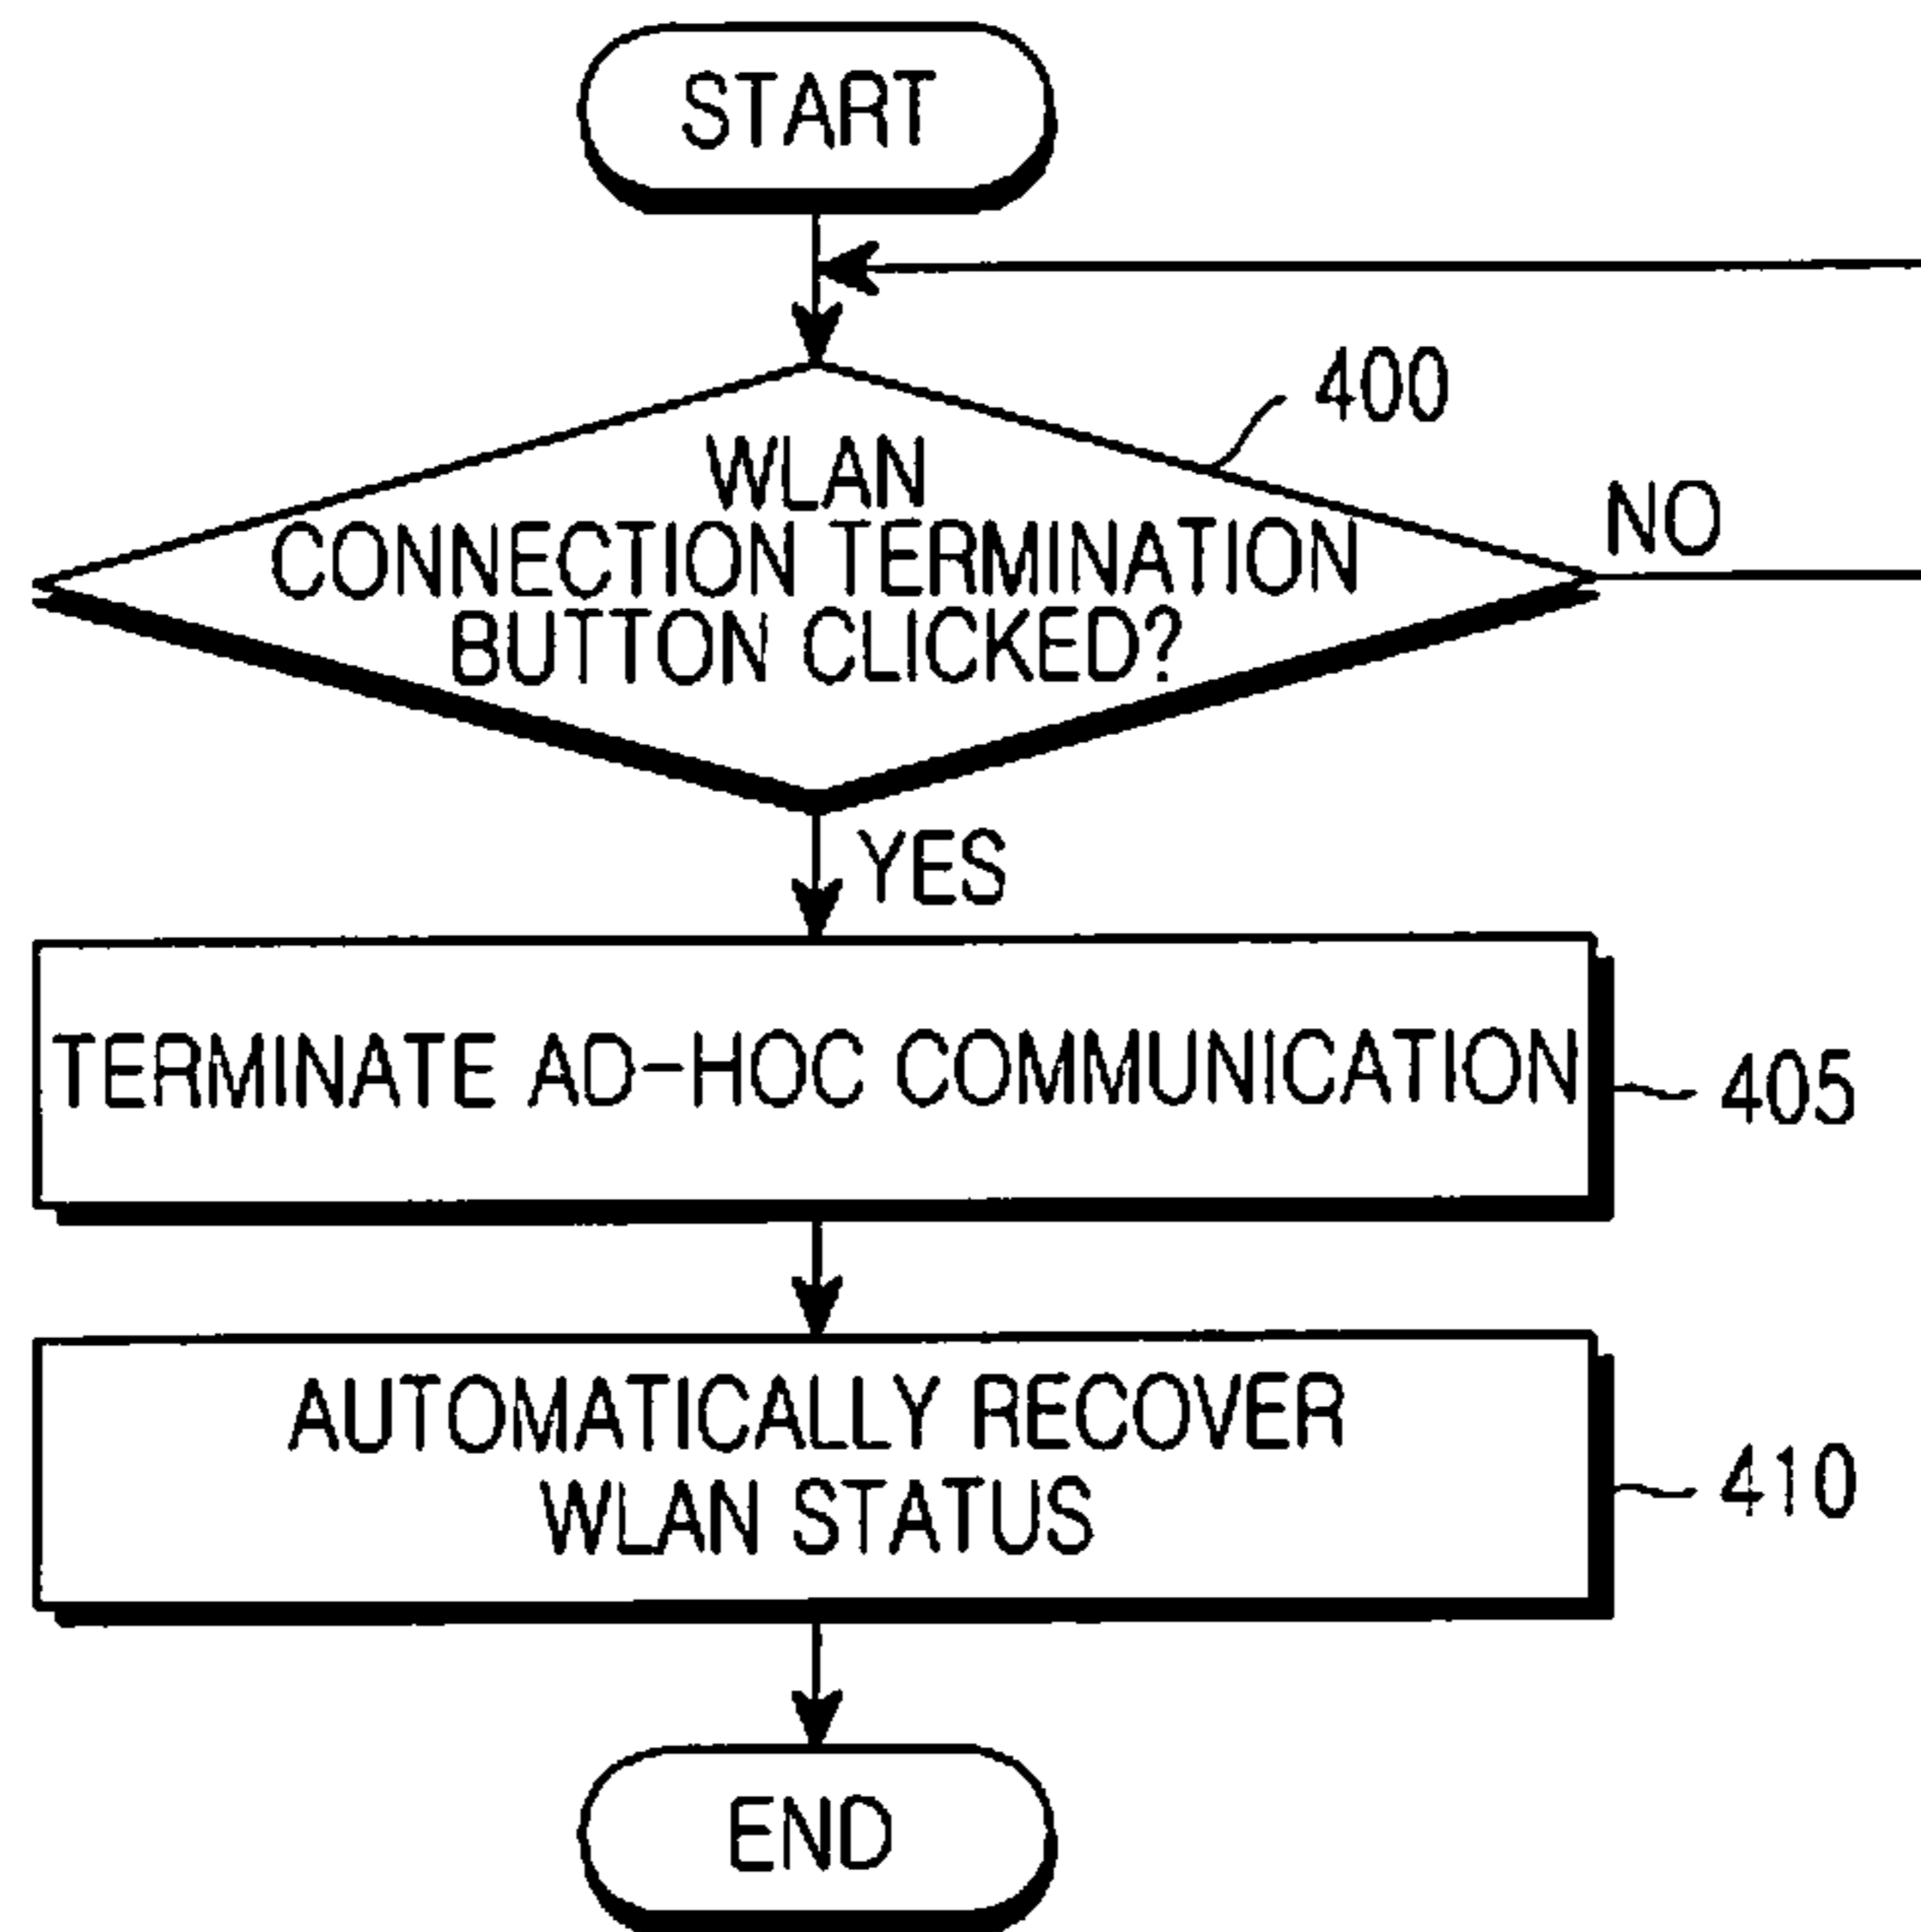 START
400
WLAN
CONNECTION TERMINATION
BUTTON CLICKED?
NO
YES
TERMINATE AD-HOC COMMUNICATION
405
AUTOMATICALLY RECOVER
WLAN STATUS
410
END